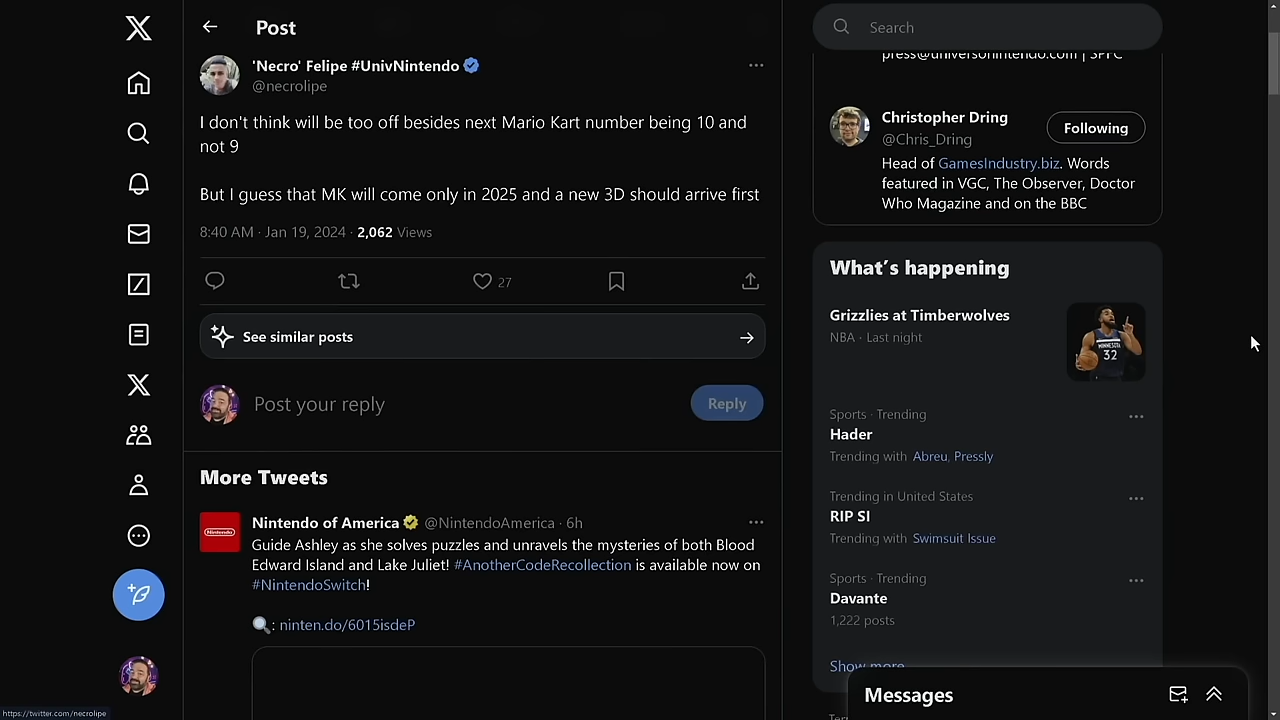 Post
Search
'Necro' Felipe #UnivNintendo
@necrolipe
I don't think will be too off besides next Mario Kart number being 10 and
not 9
But I guess that MK will come only in 2025 and a new 3D should arrive first
8:40 AM · Jan 19, 2024 · 2,062 Views
27
See similar posts
Post your reply
Reply
More Tweets
Nintendo of America @NintendoAmerica · 6h
Guide Ashley as she solves puzzles and unravels the mysteries of both Blood
Edward Island and Lake Juliet! #AnotherCodeRecollection is available now on
#NintendoSwitch!
: ninten.do/6015isdeP
press@universonintendo.com | SPFC
Christopher Dring
@Chris_Dring
Following
Head of GamesIndustry.biz. Words
featured in VGC, The Observer, Doctor
Who Magazine and on the BBC
What's happening
Grizzlies at Timberwolves
NBA · Last night
MINNESOTA
32
Sports · Trending
Hader
Trending with Abreu, Pressly
Trending in United States
RIP SI
Trending with Swimsuit Issue
Sports · Trending
Davante
1,222 posts
Show more
Messages
https://twitter.com/necrolipe